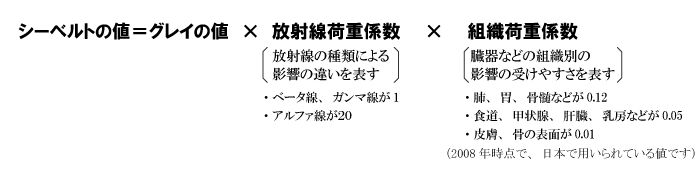 シーベルトの値＝グレイの値 × 放射線荷重係数 × 組織荷重係数
放射線の種類による
影響の違いを表す
・ベータ線、ガンマ線が1
・アルファ線が20
臓器などの組織別の
影響の受けやすさを表す
・肺、胃、骨髄などが0.12
・食道、甲状腺、肝臓、乳房などが0.05
・皮膚、骨の表面が0.01
（2008年時点で、日本で用いられている値です）